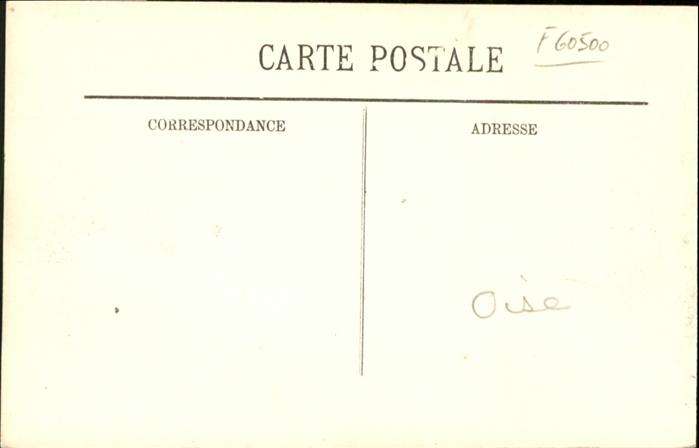 CARTE POSTALE
F60500
CORRESPONDANCE
ADRESSE
Oise